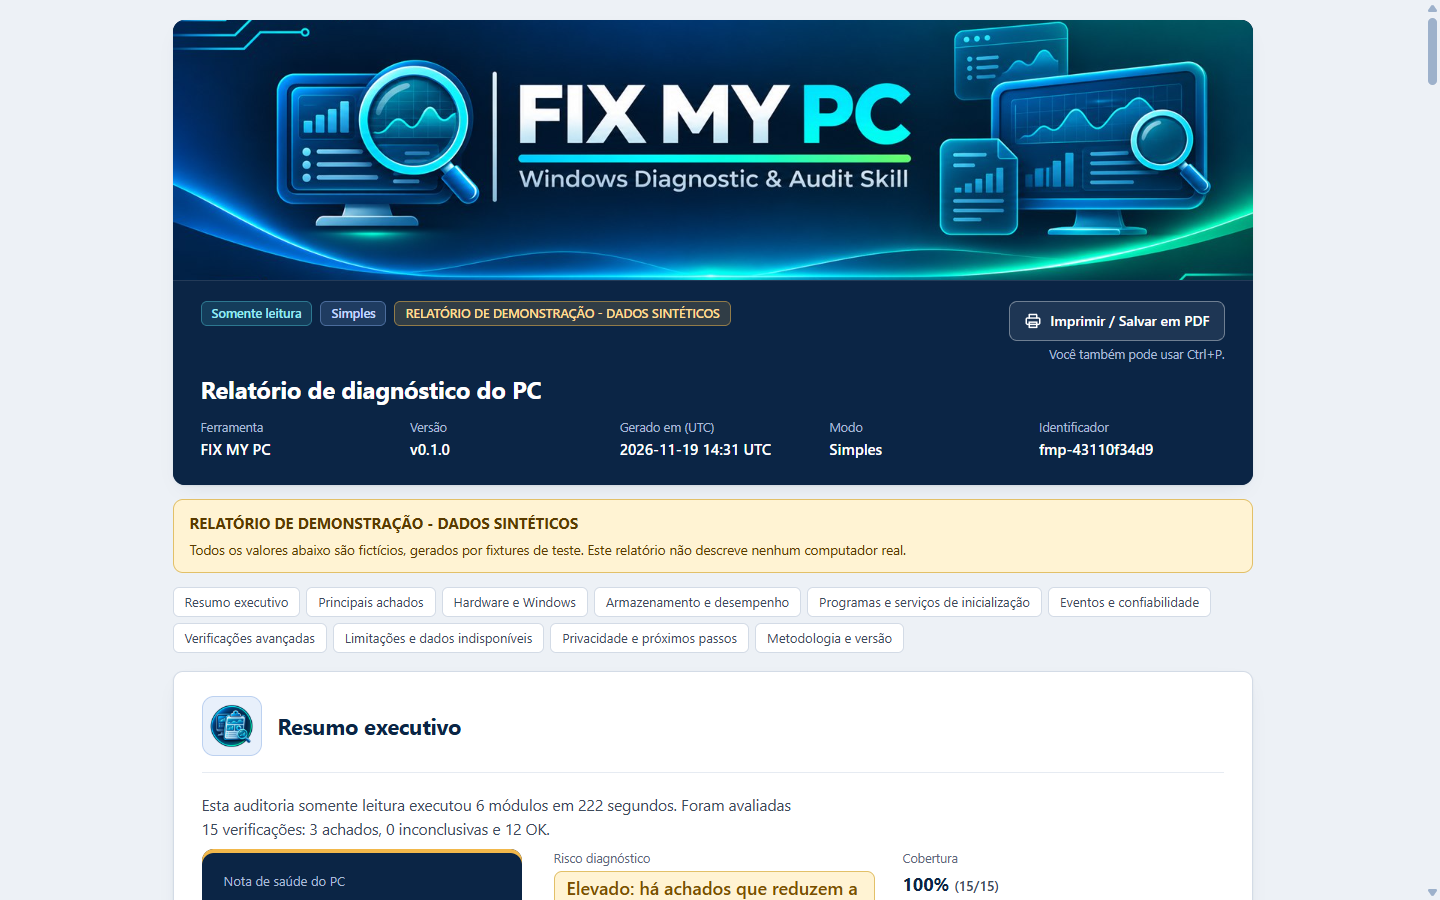 FIX MY PC
Windows Diagnostic & Audit Skill
Somente leitura
Simples
RELATÓRIO DE DEMONSTRAÇÃO - DADOS SINTÉTICOS
Imprimir / Salvar em PDF
Você também pode usar Ctrl+P.
Relatório de diagnóstico do PC
Ferramenta
FIX MY PC
Versão
v0.1.0
Gerado em (UTC)
2026-11-19 14:31 UTC
Modo
Simples
Identificador
fmp-43110f34d9
RELATÓRIO DE DEMONSTRAÇÃO - DADOS SINTÉTICOS
Todos os valores abaixo são fictícios, gerados por fixtures de teste. Este relatório não descreve nenhum computador real.
Resumo executivo
Principais achados
Hardware e Windows
Armazenamento e desempenho
Programas e serviços de inicialização
Eventos e confiabilidade
Verificações avançadas
Limitações e dados indisponíveis
Privacidade e próximos passos
Metodologia e versão
Resumo executivo
Esta auditoria somente leitura executou 6 módulos em 222 segundos. Foram avaliadas
15 verificações: 3 achados, 0 inconclusivas e 12 OK.
Nota de saúde do PC
Risco diagnóstico
Elevado: há achados que reduzem a
Cobertura
100% (15/15)